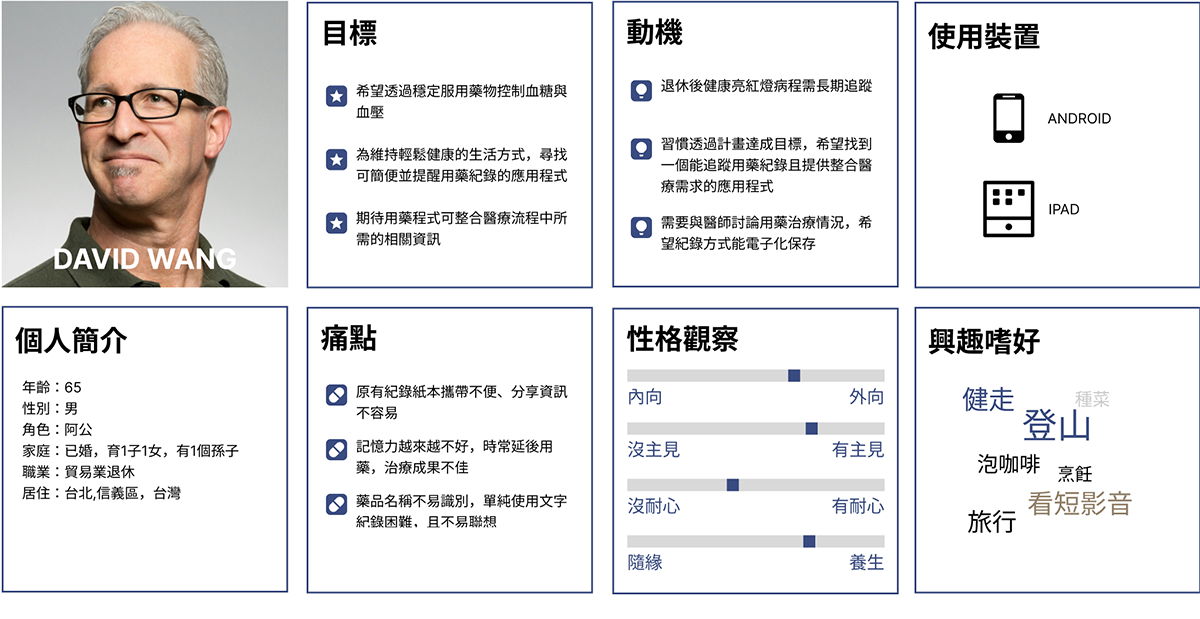 DAVID WANG
目標
希望透過穩定服用藥物控制血糖與
血壓
為維持輕鬆健康的生活方式，尋找
可簡便並提醒用藥紀錄的應用程式
期待用藥程式可整合醫療流程中所
需的相關資訊
動機
退休後健康亮紅燈病程需長期追蹤
習慣透過計畫達成目標，希望找到
一個能追蹤用藥紀錄且提供整合醫
療需求的應用程式
需要與醫師討論用藥治療情況，希
望紀錄方式能電子化保存
使用裝置
ANDROID
IPAD
個人簡介
年齡：65
性別：男
角色：阿公
家庭：已婚，育1子1女，有1個孫子
職業：貿易業退休
居住：台北,信義區，台灣
痛點
原有紀錄紙本攜帶不便、分享資訊
不容易
記憶力越來越不好，時常延後用
藥，治療成果不佳
藥品名稱不易識別，單純使用文字
紀錄困難，且不易聯想
性格觀察
內向 外向
沒主見 有主見
沒耐心 有耐心
隨緣 養生
興趣嗜好
健走 種菜
登山
泡咖啡 烹飪
看短影音
旅行